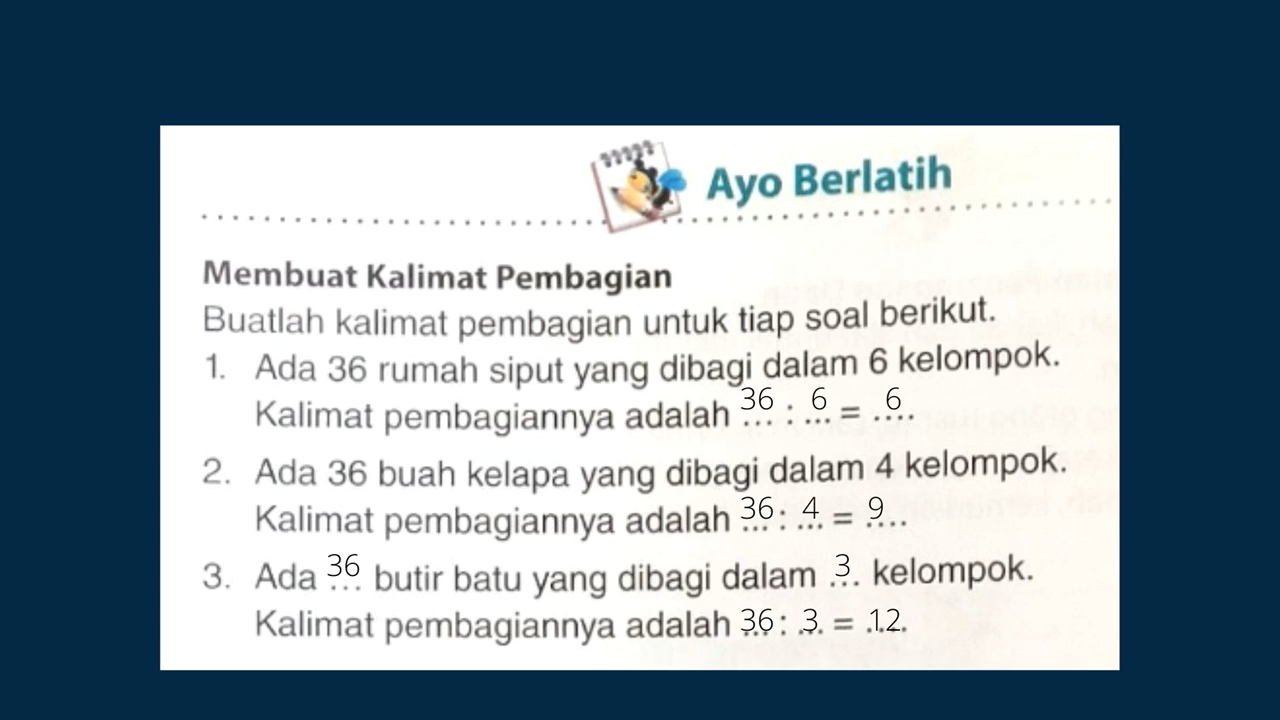 Ayo Berlatih
Membuat Kalimat Pembagian
Buatlah kalimat pembagian untuk tiap soal berikut.
1. Ada 36 rumah siput yang dibagi dalam 6 kelompok.
Kalimat pembagiannya adalah 36 : 6 = 6
2. Ada 36 buah kelapa yang dibagi dalam 4 kelompok.
Kalimat pembagiannya adalah 36 : 4 = 9
3. Ada 36 butir batu yang dibagi dalam 3 kelompok.
Kalimat pembagiannya adalah 36 : 3 = 12